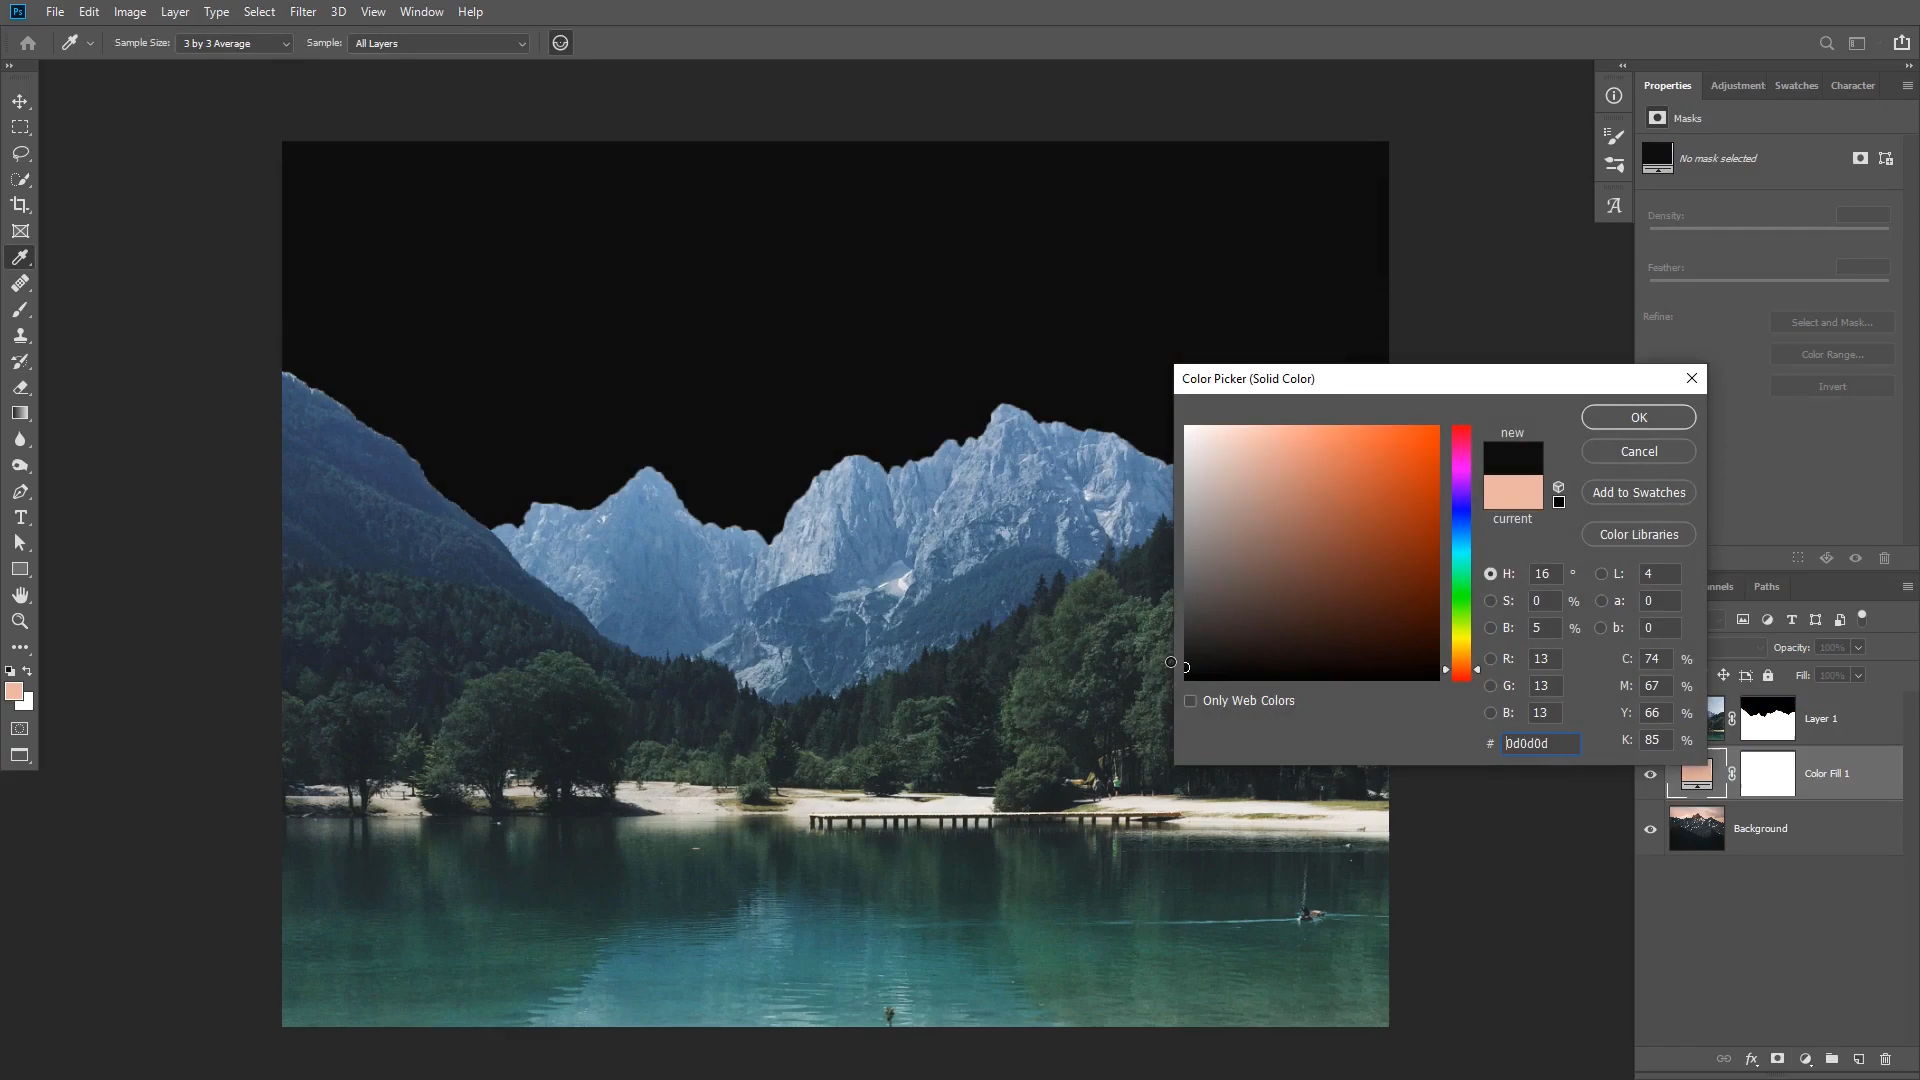 Ps File Edit Image Layer Type Select Filter 3D View Window Help
Sample Size: 3 by 3 Average Sample: All Layers
Properties Adjustment Swatches Character
Masks
No mask selected
Density:
Feather:
Refine:
Select and Mask...
Color Range...
Invert
Color Picker (Solid Color)
new
current
OK
Cancel
Add to Swatches
Color Libraries
H: 16 ° L: 4
S: 0 % a: 0
B: 5 % b: 0
R: 13 C: 74 %
G: 13 M: 67 %
B: 13 Y: 66 %
# 0d0d0d K: 85 %
Only Web Colors
nnels Paths
Opacity: 100%
Fill: 100%
Layer 1
Color Fill 1
Background
fx